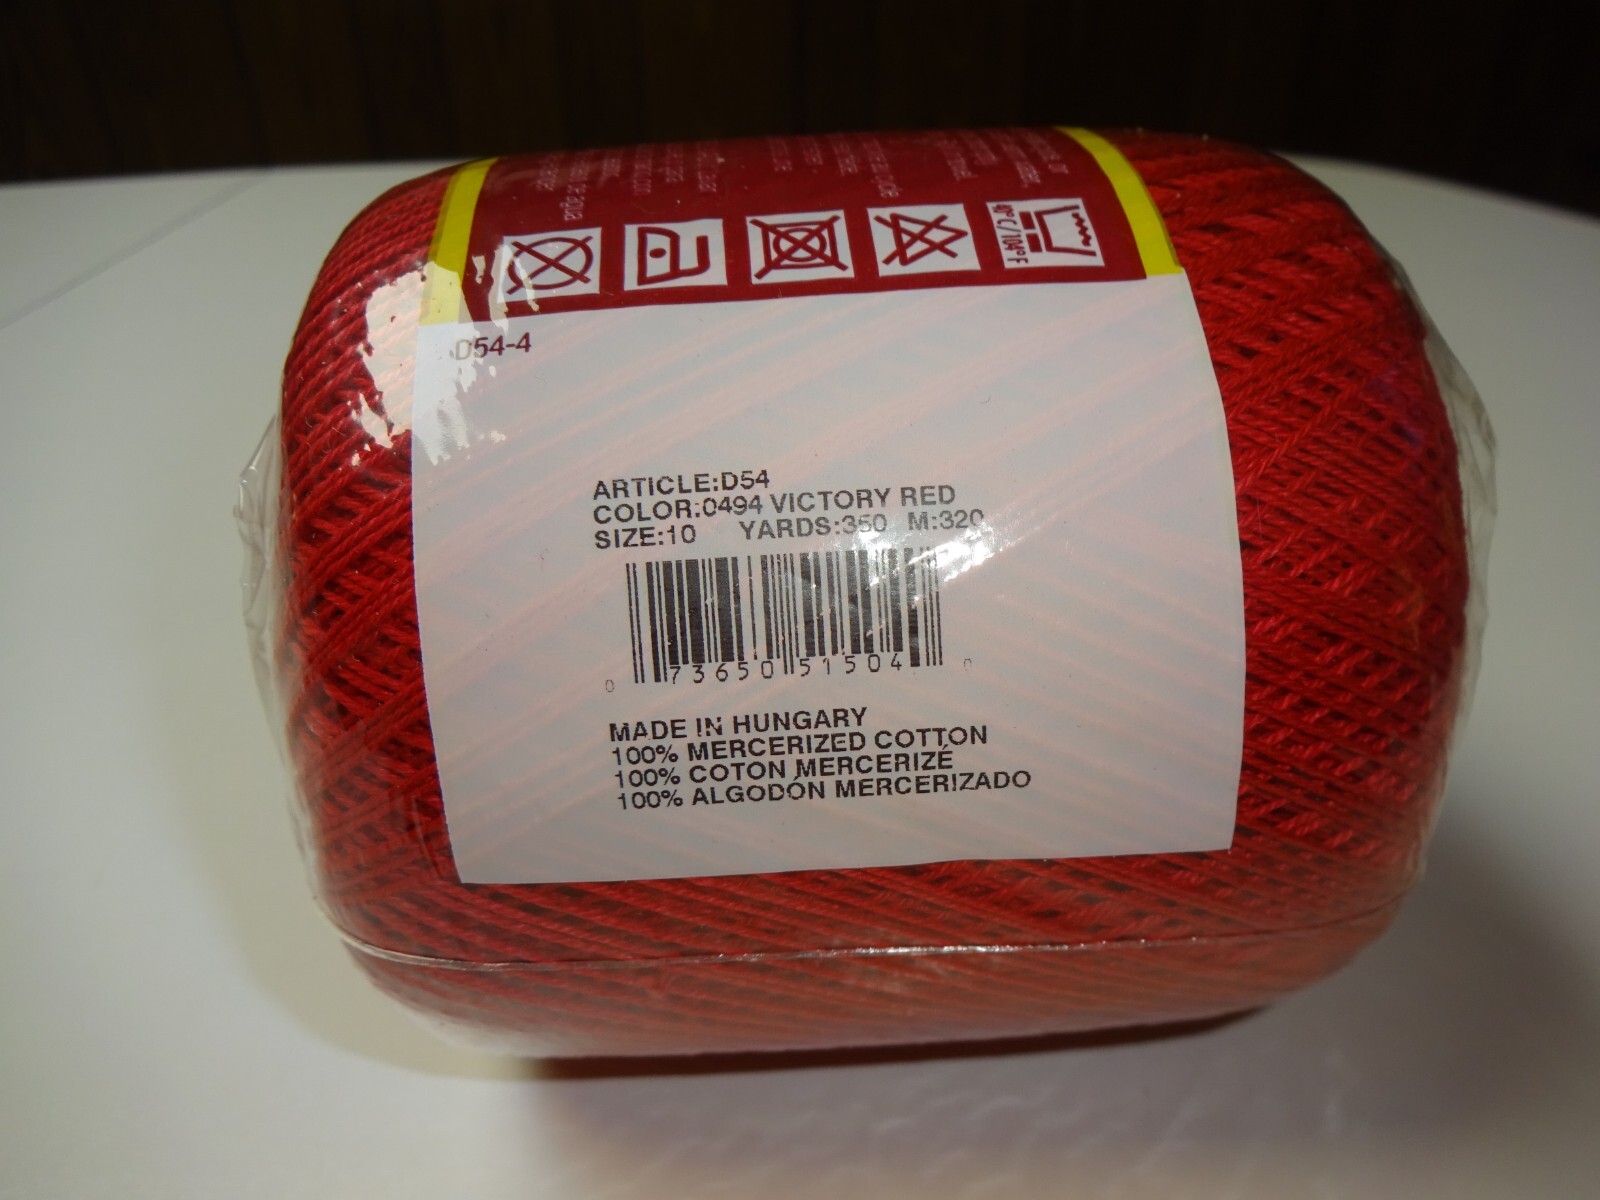 40°C/104°F
D54-4
ARTICLE:D54
COLOR:0494 VICTORY RED
SIZE:10 YARDS:350 M:320
0 73650 51504 0
MADE IN HUNGARY
100% MERCERIZED COTTON
100% COTON MERCERIZÉ
100% ALGODÓN MERCERIZADO